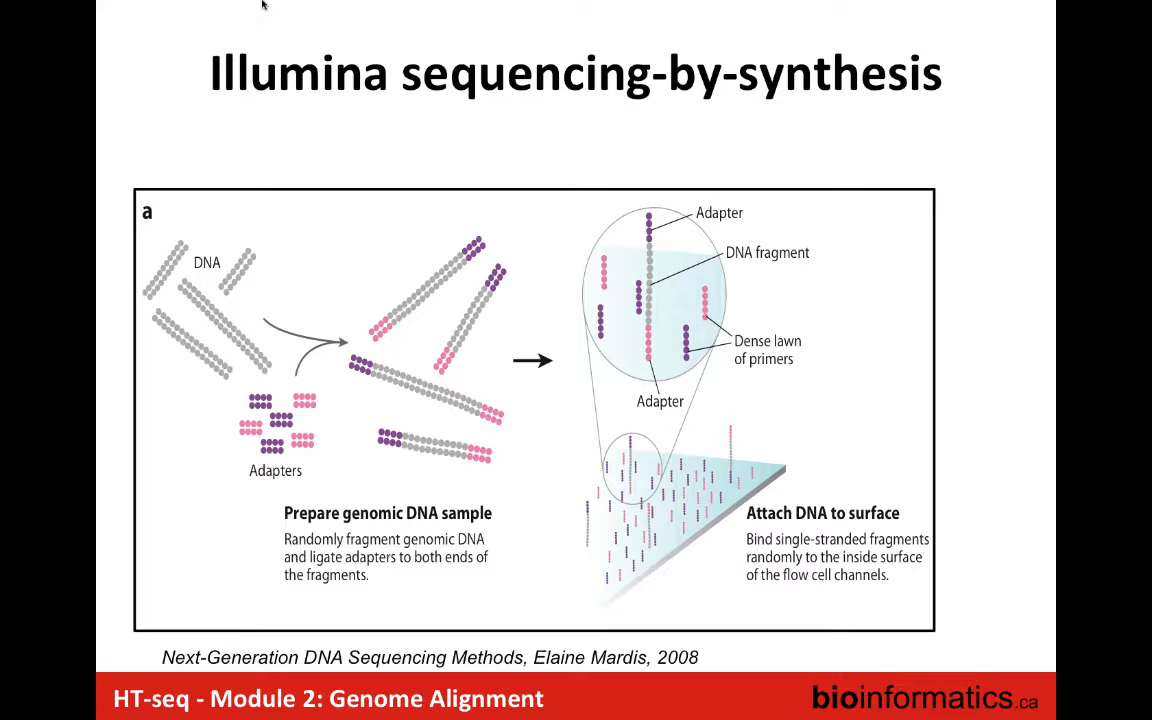 Illumina sequencing-by-synthesis
a
DNA
Adapters
Prepare genomic DNA sample
Randomly fragment genomic DNA
and ligate adapters to both ends of
the fragments.
Adapter
DNA fragment
Dense lawn
of primers
Adapter
Attach DNA to surface
Bind single-stranded fragments
randomly to the inside surface
of the flow cell channels.
Next-Generation DNA Sequencing Methods, Elaine Mardis, 2008
HT-seq - Module 2: Genome Alignment
bioinformatics.ca